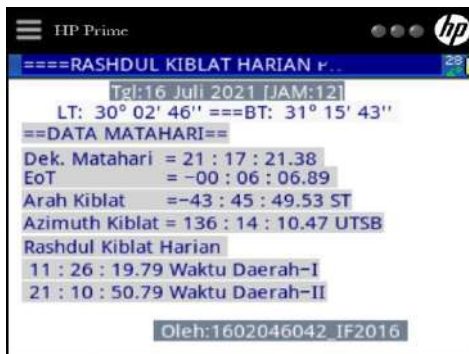 HP Prime
hp
====RASHDUL KIBLAT HARIAN
28
Tgl:16 Juli 2021 [JAM:12]
LT: 30° 02' 46'' ===BT: 31° 15' 43''
==DATA MATAHARI==
Dek. Matahari = 21 : 17 : 21.38
EoT = −00 : 06 : 06.89
Arah Kiblat =−43 : 45 : 49.53 ST
Azimuth Kiblat = 136 : 14 : 10.47 UTSB
Rashdul Kiblat Harian
11 : 26 : 19.79 Waktu Daerah−I
21 : 10 : 50.79 Waktu Daerah−II
Oleh:1602046042_IF2016